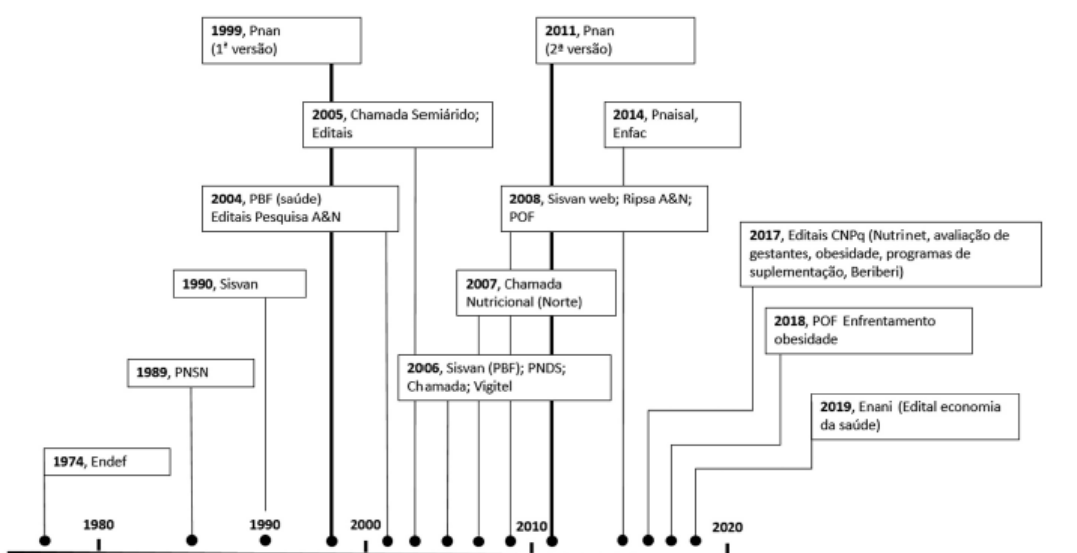 1999, Pnan
(1ª versão)
2011, Pnan
(2ª versão)
2005, Chamada Semiárido;
Editais
2014, Pnaisal,
Enfac
2004, PBF (saúde)
Editais Pesquisa A&N
2008, Sisvan web; Ripsa A&N;
POF
2017, Editais CNPq (Nutrinet, avaliação de
gestantes, obesidade, programas de
suplementação, Beriberi)
1990, Sisvan
2007, Chamada
Nutricional (Norte)
2018, POF Enfrentamento
obesidade
1989, PNSN
2006, Sisvan (PBF); PNDS;
Chamada; Vigitel
2019, Enani (Edital economia
da saúde)
1974, Endef
1980
1990
2000
2010
2020